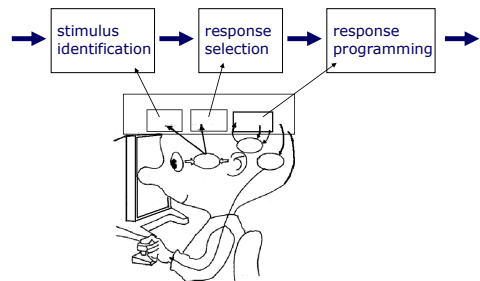 stimulus
identification
response
selection
response
programming